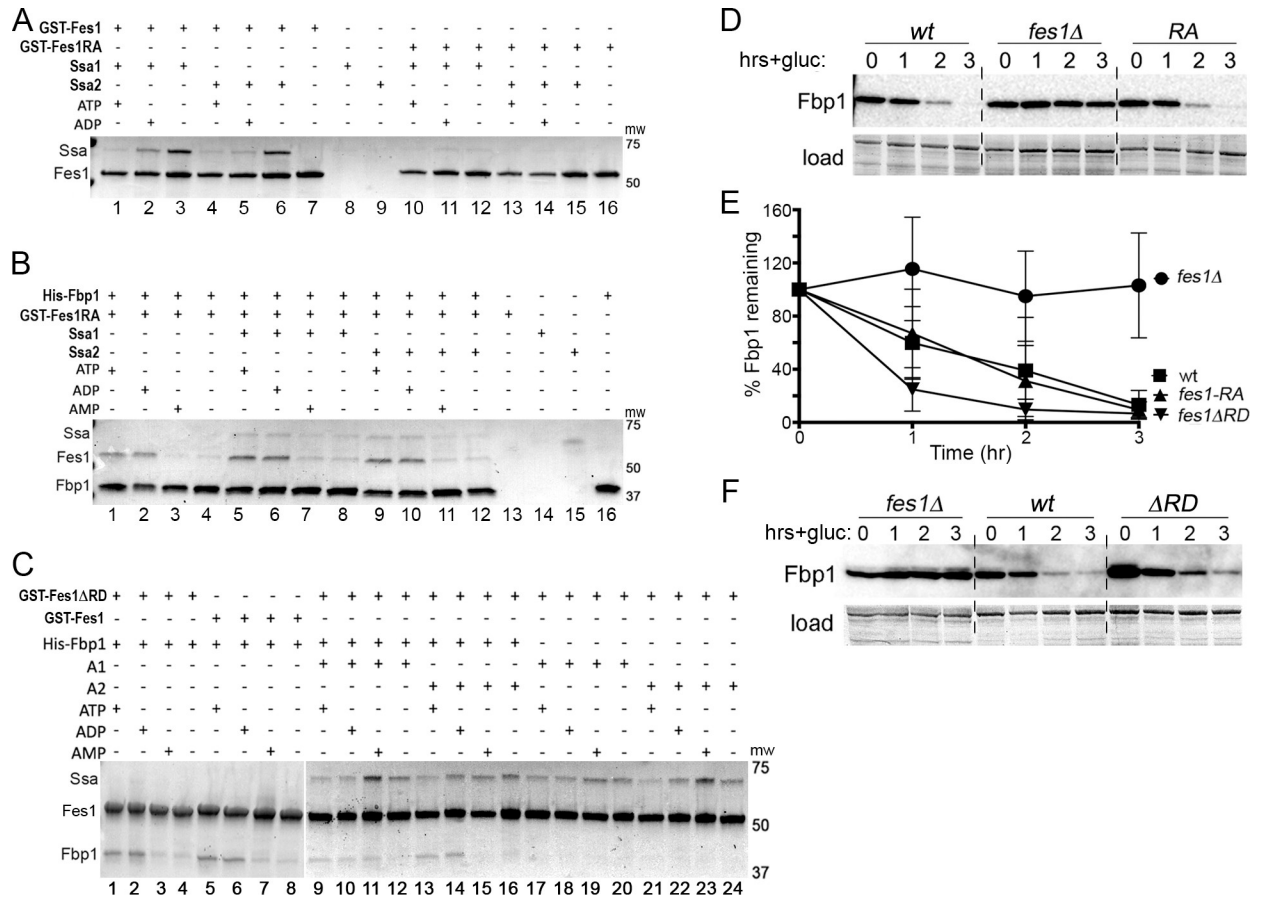 A
GST-Fes1 + + + + + + + - - - - - - - - -
GST-Fes1RA - - - - - - - - - + + + + + + +
Ssa1 + + + - - - - + - + + + - - - -
Ssa2 - - - + + + - - + - - - + + + -
ATP + - - + - - - - - + - - + - - -
ADP - + - - + - - - - - + - - + - -
mw
Ssa 75
Fes1 50
1 2 3 4 5 6 7 8 9 10 11 12 13 14 15 16
B
His-Fbp1 + + + + + + + + + + + + - - - +
GST-Fes1RA + + + + + + + + + + + + + - - -
Ssa1 - - - - + + + + - - - - - + - -
Ssa2 - - - - - - - - + + + + - - + -
ATP + - - - + - - - + - - - - - - -
ADP - + - - - + - - - + - - - - - -
AMP - - + - - - + - - - + - - - - -
mw
75
Ssa
Fes1
50
Fbp1
37
1 2 3 4 5 6 7 8 9 10 11 12 13 14 15 16
C
GST-Fes1ΔRD + + + + - - - - + + + + + + + + + + + + + + + +
GST-Fes1 - - - - + + + + - - - - - - - - - - - - - - - -
His-Fbp1 + + + + + + + + + + + + + + + + - - - - - - - -
A1 - - - - - - - - + + + + - - - - + + + + - - - -
A2 - - - - - - - - - - - - + + + + - - - - + + + +
ATP + - - - + - - - + - - - + - - - + - - - + - - -
ADP - + - - - + - - - + - - - + - - - + - - - + - -
AMP - - + - - - + - - - + - - - + - - - + - - - + -
mw
75
Ssa
Fes1
50
Fbp1
37
1 2 3 4 5 6 7 8 9 10 11 12 13 14 15 16 17 18 19 20 21 22 23 24
D
wt fes1Δ RA
hrs+gluc: 0 1 2 3 0 1 2 3 0 1 2 3
Fbp1
load
E
% Fbp1 remaining
160
120
80
40
0
0 1 2 3
Time (hr)
fes1Δ
wt
fes1-RA
fes1ΔRD
F
fes1Δ wt ΔRD
hrs+gluc: 0 1 2 3 0 1 2 3 0 1 2 3
Fbp1
load